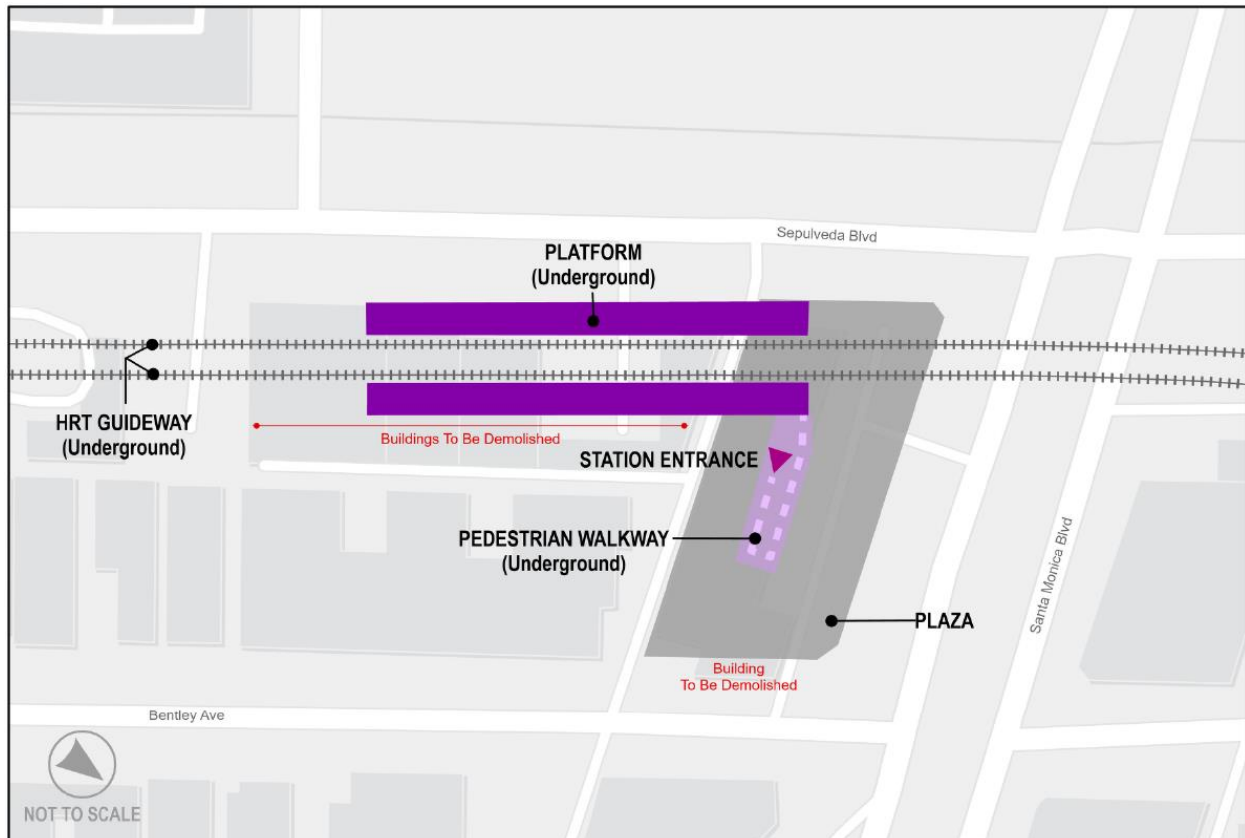 Sepulveda Blvd
PLATFORM
(Underground)
HRT GUIDEWAY
(Underground)
Buildings To Be Demolished
STATION ENTRANCE
PEDESTRIAN WALKWAY
(Underground)
Santa Monica Blvd
PLAZA
Building
To Be Demolished
Bentley Ave
NOT TO SCALE